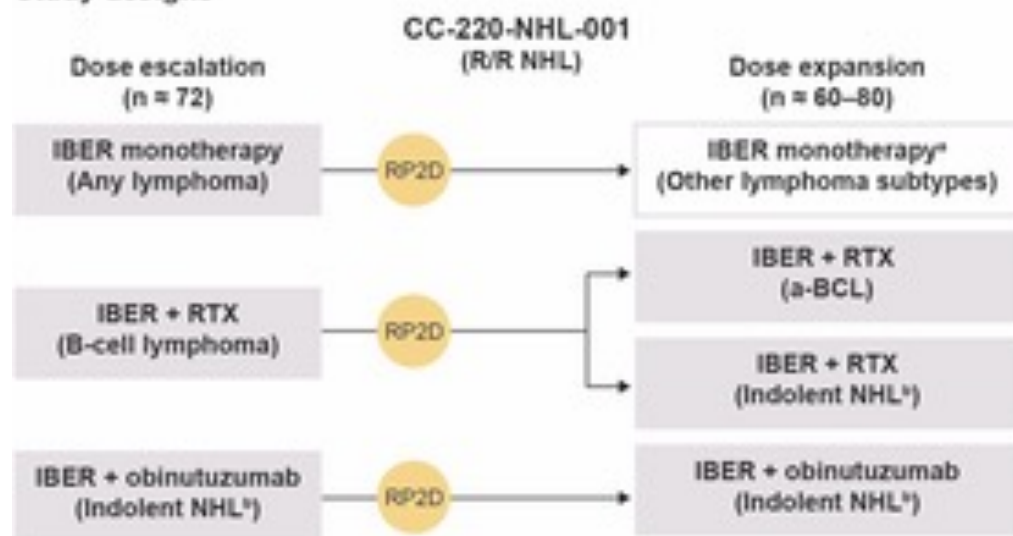 CC-220-NHL-001
(R/R NHL)
Dose escalation
(n ≈ 72)
Dose expansion
(n ≈ 60–80)
IBER monotherapy
(Any lymphoma)
RP2D
IBER monotherapyᵃ
(Other lymphoma subtypes)
IBER + RTX
(B-cell lymphoma)
RP2D
IBER + RTX
(a-BCL)
IBER + RTX
(Indolent NHLᵇ)
IBER + obinutuzumab
(Indolent NHLᵇ)
RP2D
IBER + obinutuzumab
(Indolent NHLᵇ)